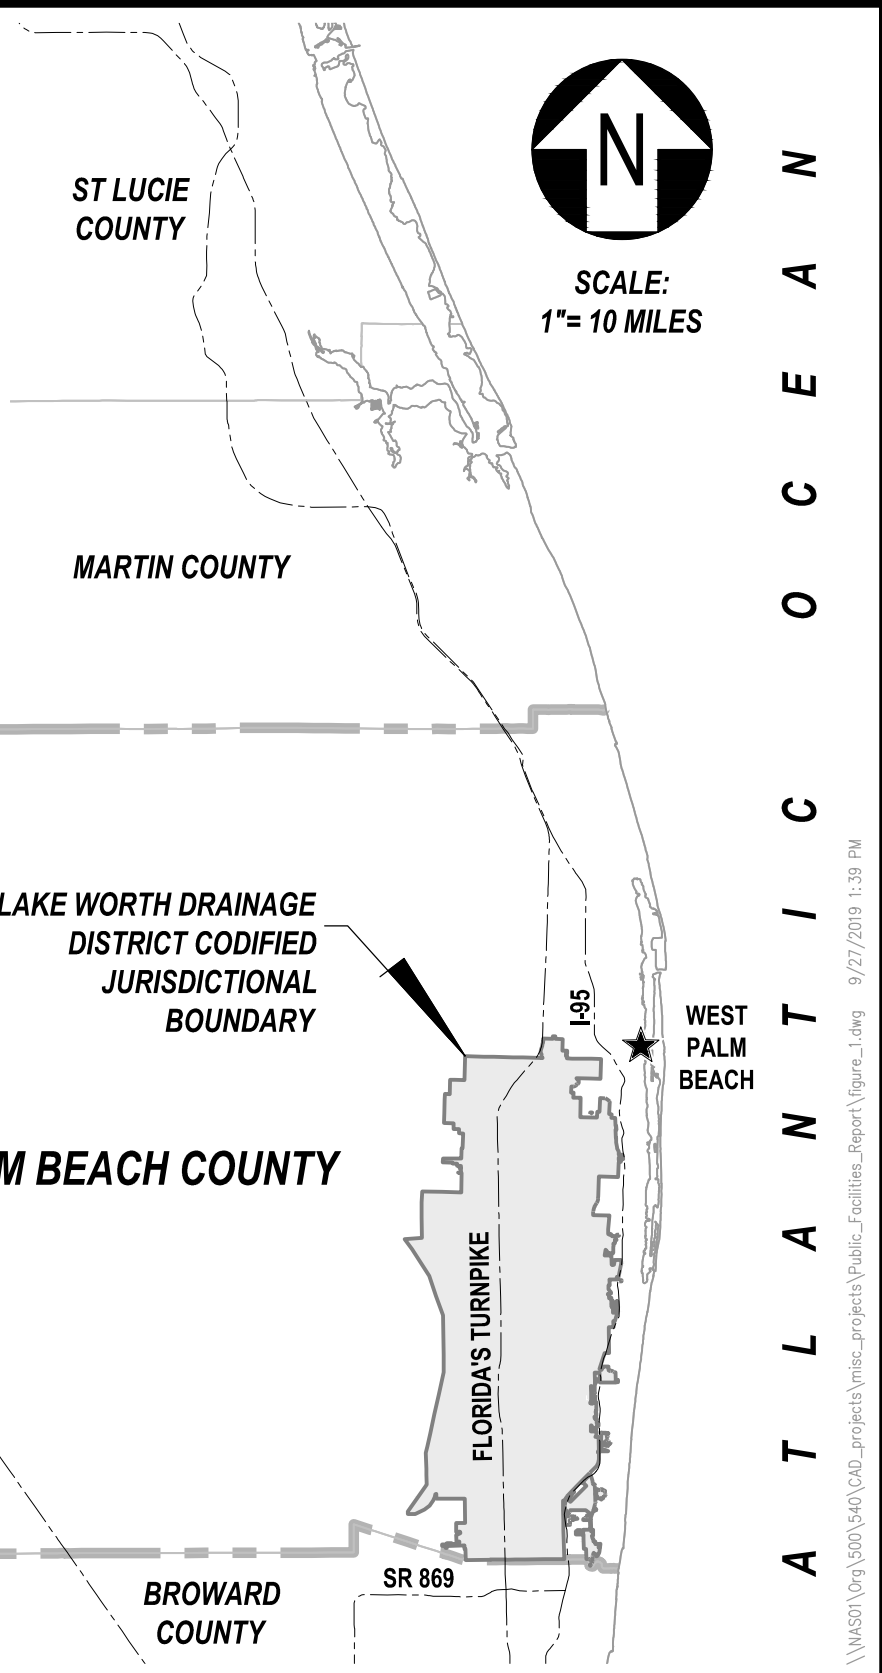 N
SCALE:
1"= 10 MILES
ST LUCIE
COUNTY
MARTIN COUNTY
LAKE WORTH DRAINAGE
DISTRICT CODIFIED
JURISDICTIONAL
BOUNDARY
I-95
WEST
PALM
BEACH
M BEACH COUNTY
FLORIDA'S TURNPIKE
SR 869
BROWARD
COUNTY
ATLANTIC OCEAN
\\NAS01\Org\500\540\CAD_projects\misc_projects\Public_Facilities_Report\figure_1.dwg 9/27/2019 1:39 PM